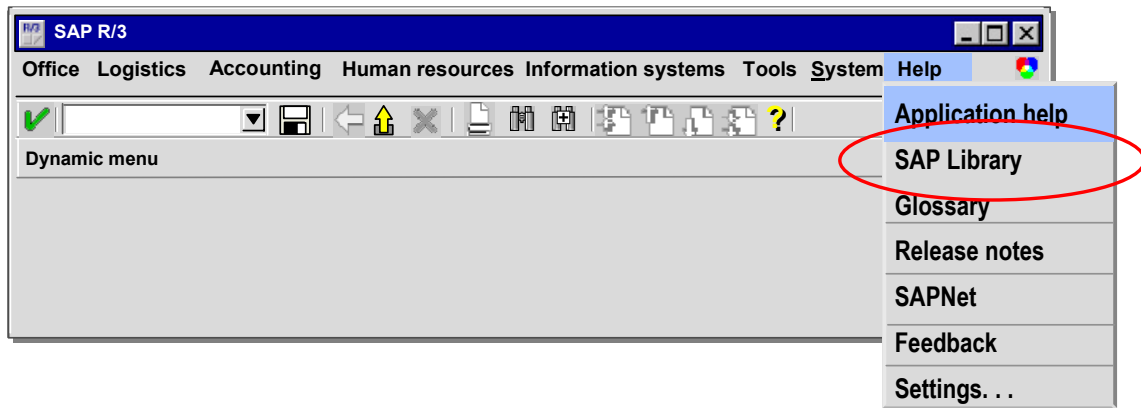 R/3 SAP R/3
Office Logistics Accounting Human resources Information systems Tools System Help
Dynamic menu
Application help
SAP Library
Glossary
Release notes
SAPNet
Feedback
Settings. . .